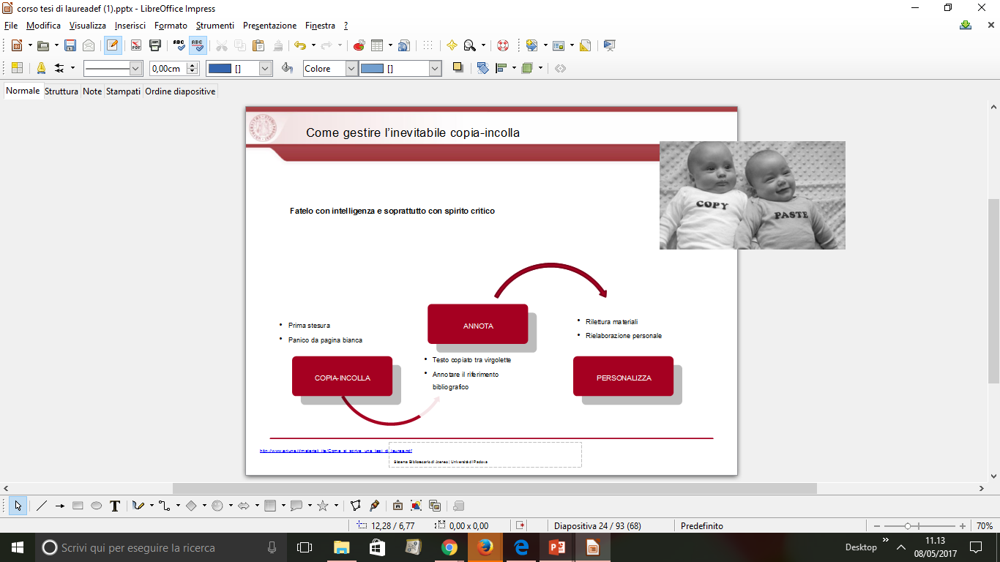 corso tesi di laureadef (1).pptx - LibreOffice Impress
File Modifica Visualizza Inserisci Formato Strumenti Presentazione Finestra ?
0,00cm [] Colore []
Normale Struttura Note Stampati Ordine diapositive
Come gestire l'inevitabile copia-incolla
COPY
PASTE
Fatelo con intelligenza e soprattutto con spirito critico
• Prima stesura
• Panico da pagina bianca
COPIA-INCOLLA
ANNOTA
• Testo copiato tra virgolette
• Annotare il riferimento
bibliografico
• Rilettura materiali
• Rielaborazione personale
PERSONALIZZA
Sistema Bibliotecario di Ateneo | Università di Padova
12,28 / 6,77 0,00 x 0,00 Diapositiva 24 / 93 (68) Predefinito 70%
Scrivi qui per eseguire la ricerca
Desktop
11.13
08/05/2017